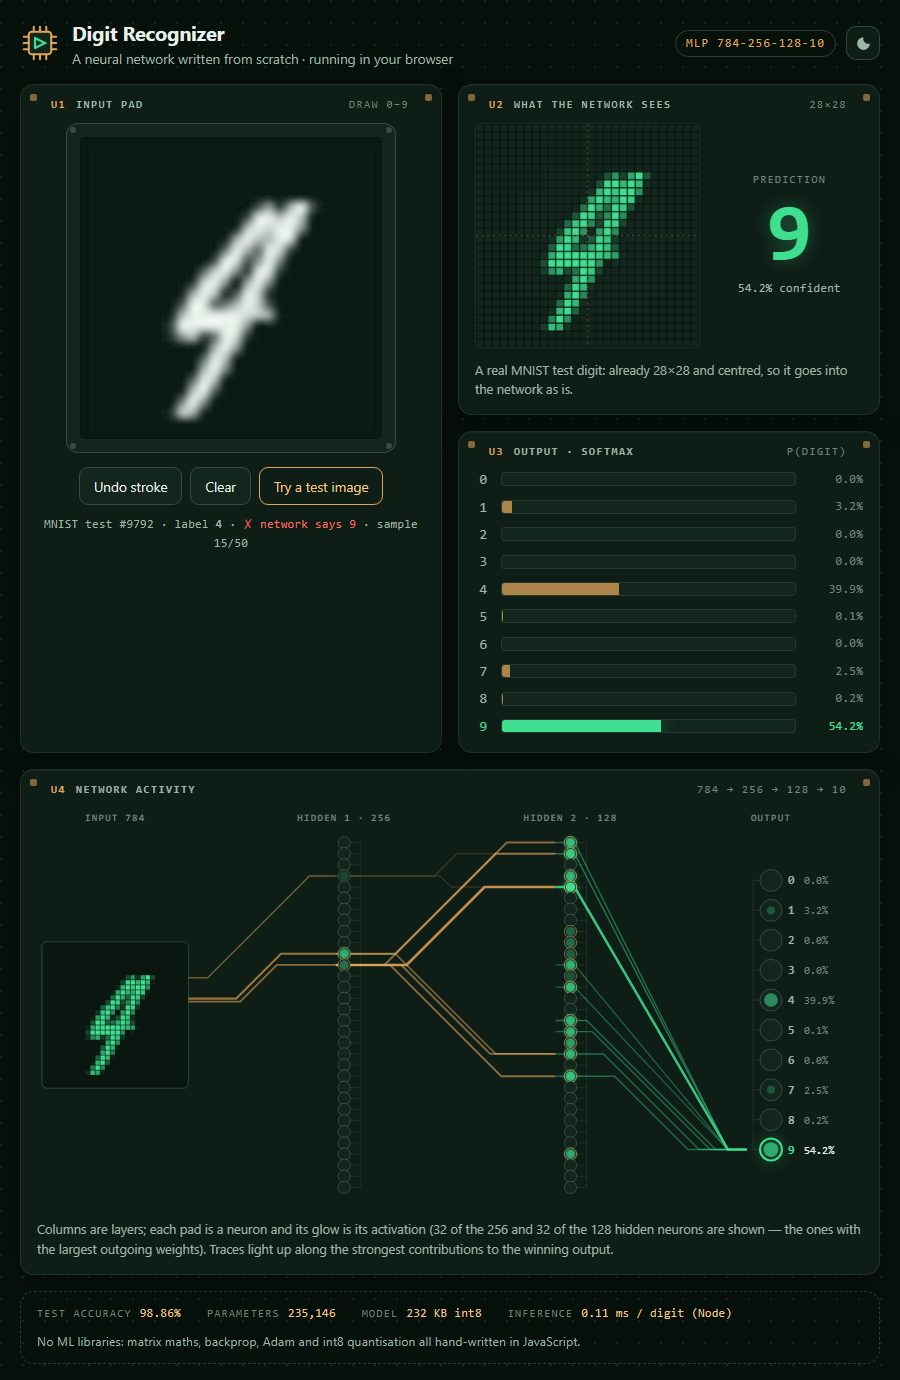 Digit Recognizer
A neural network written from scratch · running in your browser
MLP 784-256-128-10
U1 INPUT PAD
DRAW 0–9
4
Undo stroke
Clear
Try a test image
MNIST test #9792 · label 4 · ✗ network says 9 · sample
15/50
U2 WHAT THE NETWORK SEES
28×28
4
PREDICTION
9
54.2% confident
A real MNIST test digit: already 28×28 and centred, so it goes into
the network as is.
U3 OUTPUT · SOFTMAX
P(DIGIT)
0 0.0%
1 3.2%
2 0.0%
3 0.0%
4 39.9%
5 0.1%
6 0.0%
7 2.5%
8 0.2%
9 54.2%
U4 NETWORK ACTIVITY
784 → 256 → 128 → 10
INPUT 784
HIDDEN 1 · 256
HIDDEN 2 · 128
OUTPUT
4
0 0.0%
1 3.2%
2 0.0%
3 0.0%
4 39.9%
5 0.1%
6 0.0%
7 2.5%
8 0.2%
9 54.2%
Columns are layers; each pad is a neuron and its glow is its activation (32 of the 256 and 32 of the 128 hidden neurons are shown — the ones with
the largest outgoing weights). Traces light up along the strongest contributions to the winning output.
TEST ACCURACY 98.86% PARAMETERS 235,146 MODEL 232 KB int8 INFERENCE 0.11 ms / digit (Node)
No ML libraries: matrix maths, backprop, Adam and int8 quantisation all hand-written in JavaScript.